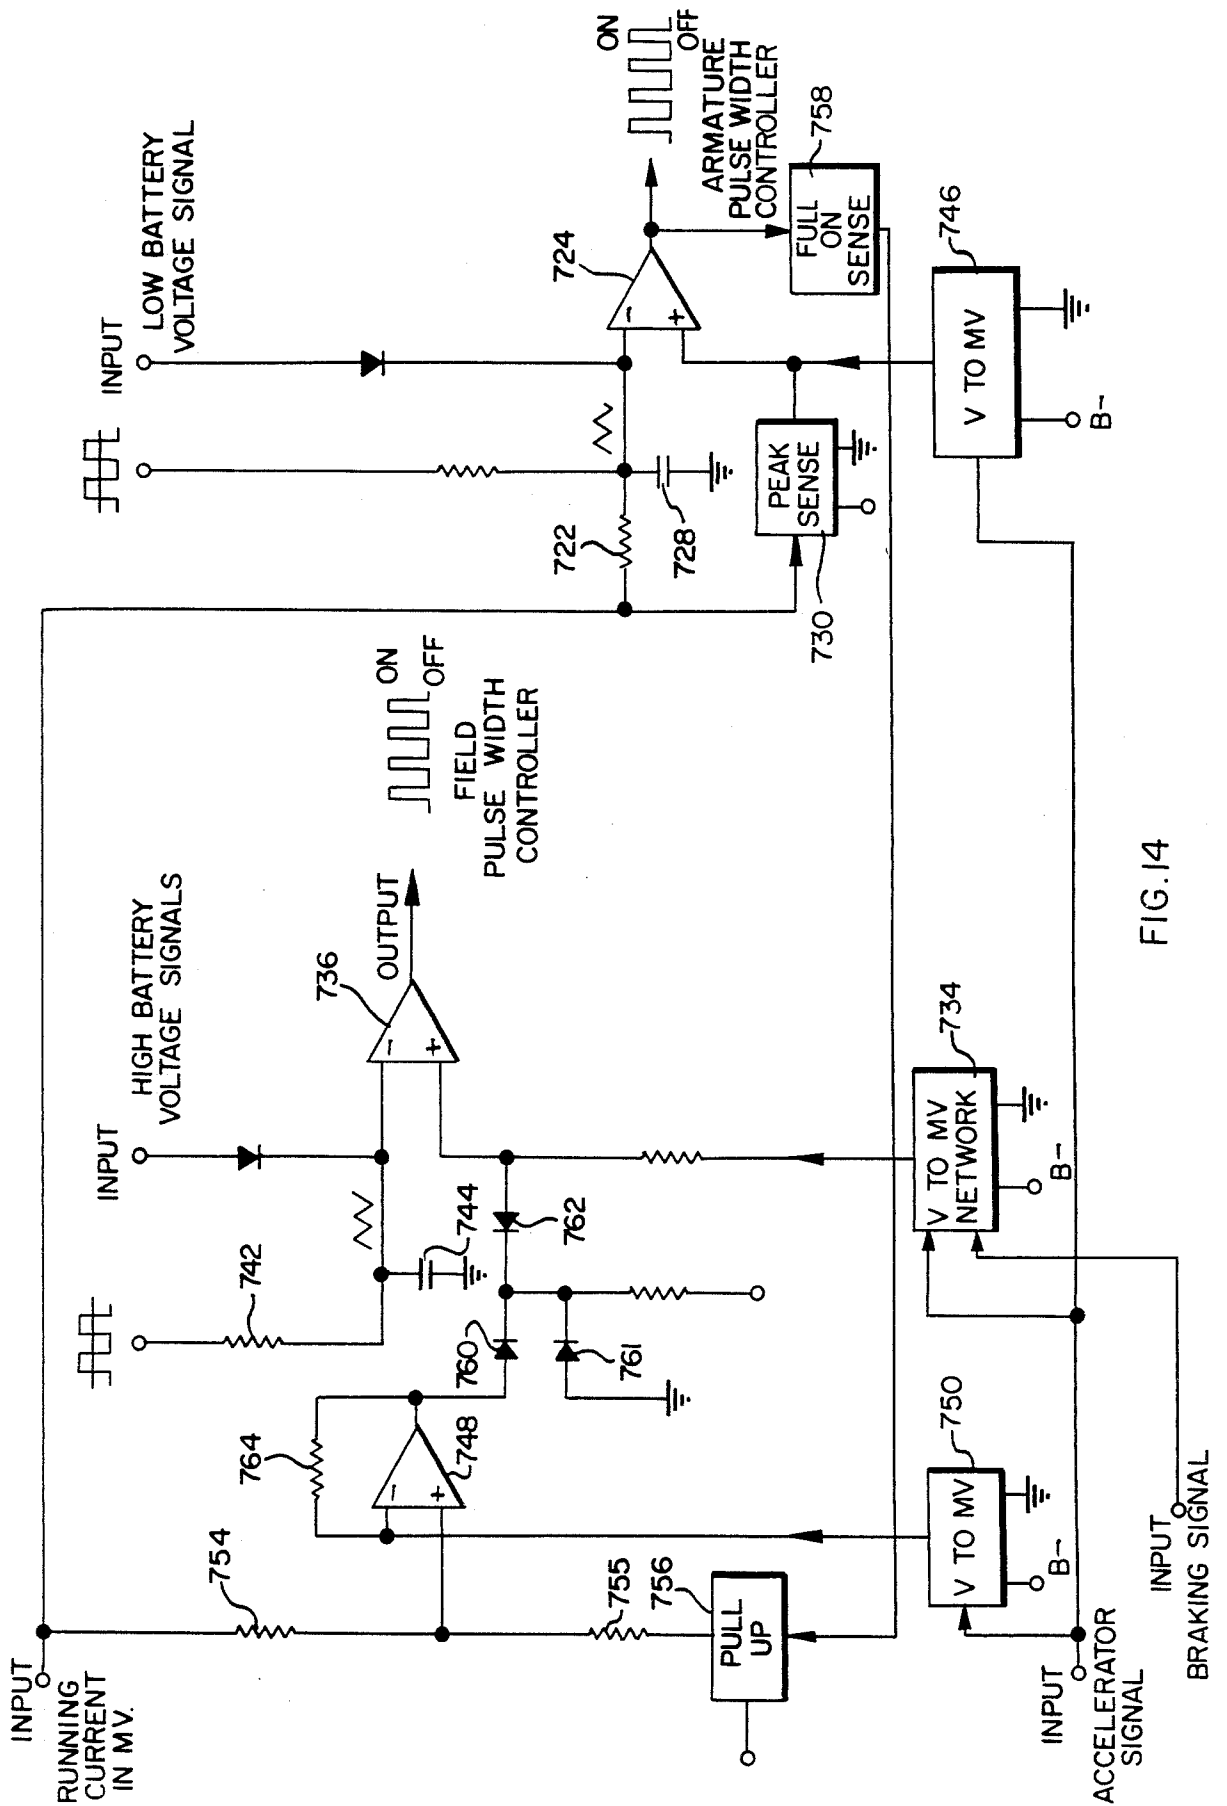 INPUT
RUNNING
CURRENT
IN MV.
754
755
756
PULL
UP
764
748
-
+
760
761
762
742
744
INPUT
HIGH BATTERY
VOLTAGE SIGNALS
736
-
+
OUTPUT
ON
OFF
FIELD
PULSE WIDTH
CONTROLLER
INPUT
LOW BATTERY
VOLTAGE SIGNAL
722
728
724
-
+
ON
OFF
ARMATURE
PULSE WIDTH
CONTROLLER
730
PEAK
SENSE
758
FULL
ON
SENSE
746
V TO MV
B-
734
V TO MV
NETWORK
B-
750
V TO MV
B-
INPUT
ACCELERATOR
SIGNAL
INPUT
BRAKING SIGNAL
FIG.14